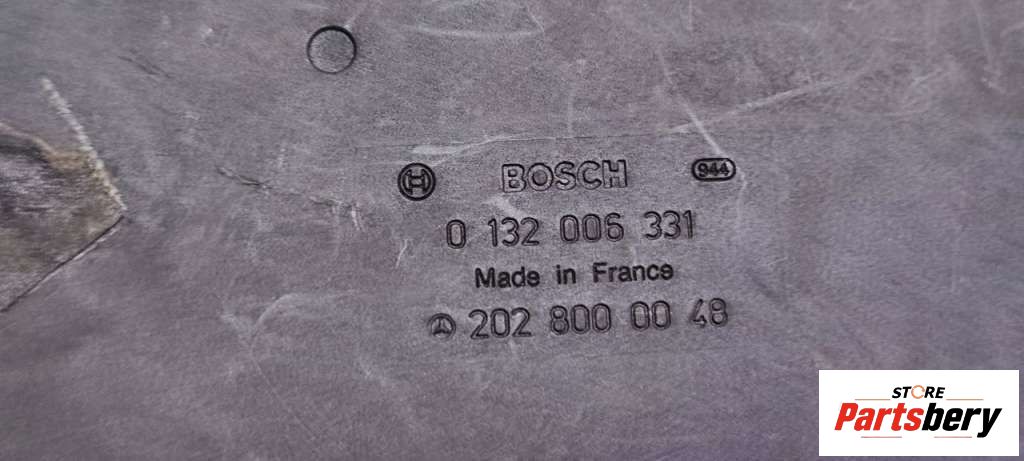 BOSCH 944
0 132 006 331
Made in France
202 800 00 48
STORE
Partsbery